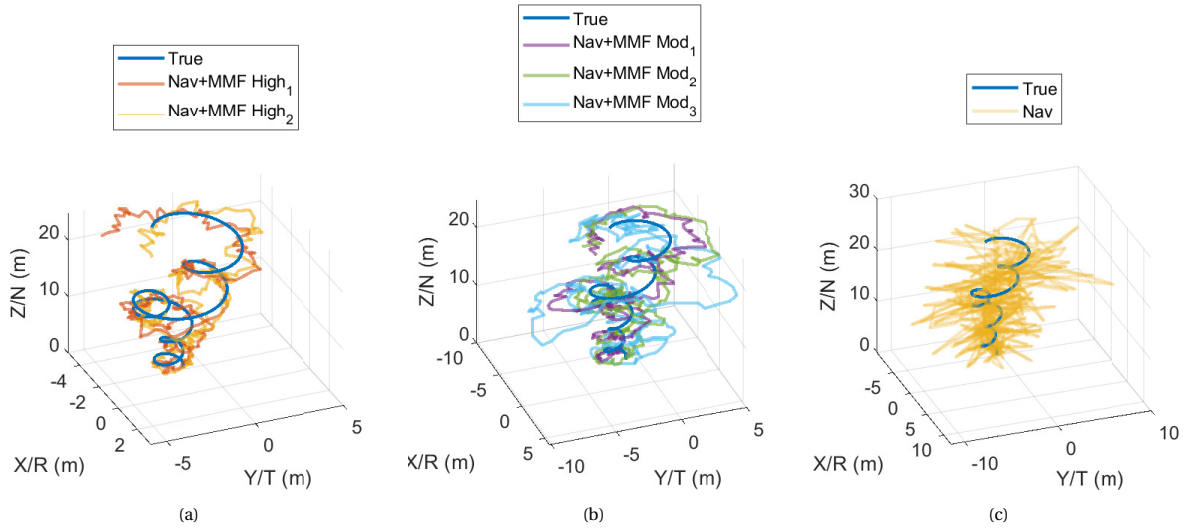 True
Nav+MMF High1
Nav+MMF High2
Z/N (m)
20
10
0
-4
-2
0
2
X/R (m)
-5
0
5
Y/T (m)
(a)
True
Nav+MMF Mod1
Nav+MMF Mod2
Nav+MMF Mod3
Z/N (m)
20
10
0
-10
-5
0
5
X/R (m)
-10
-5
0
5
Y/T (m)
(b)
True
Nav
Z/N (m)
30
20
10
0
-5
0
5
10
X/R (m)
-10
0
10
Y/T (m)
(c)